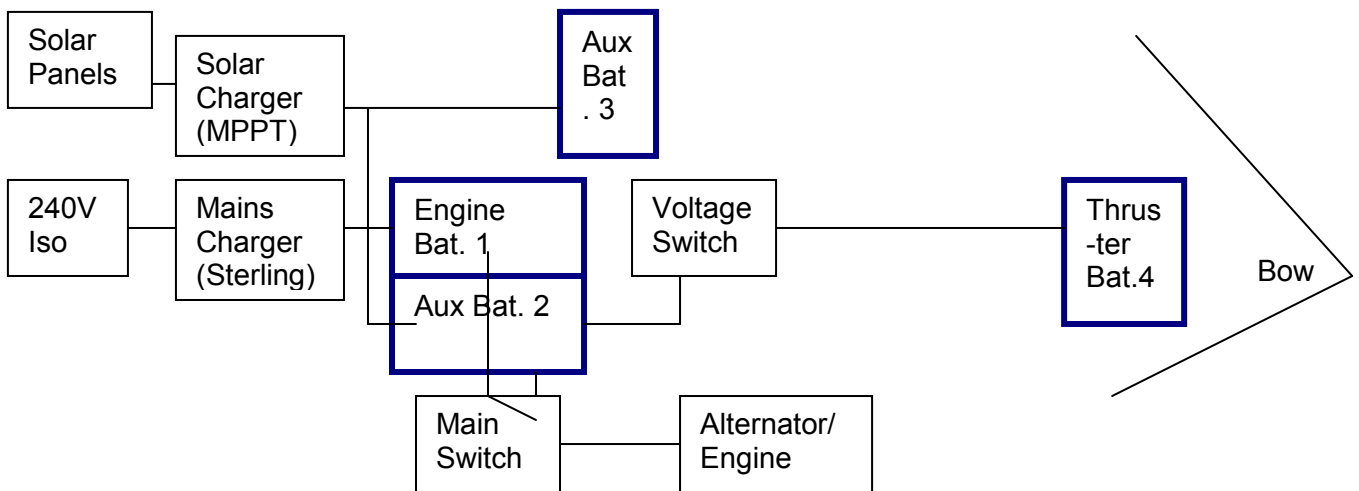 Solar
Panels
Solar
Charger
(MPPT)
Aux
Bat
. 3
240V
Iso
Mains
Charger
(Sterling)
Engine
Bat. 1
Aux Bat. 2
Voltage
Switch
Thrus
-ter
Bat.4
Bow
Main
Switch
Alternator/
Engine